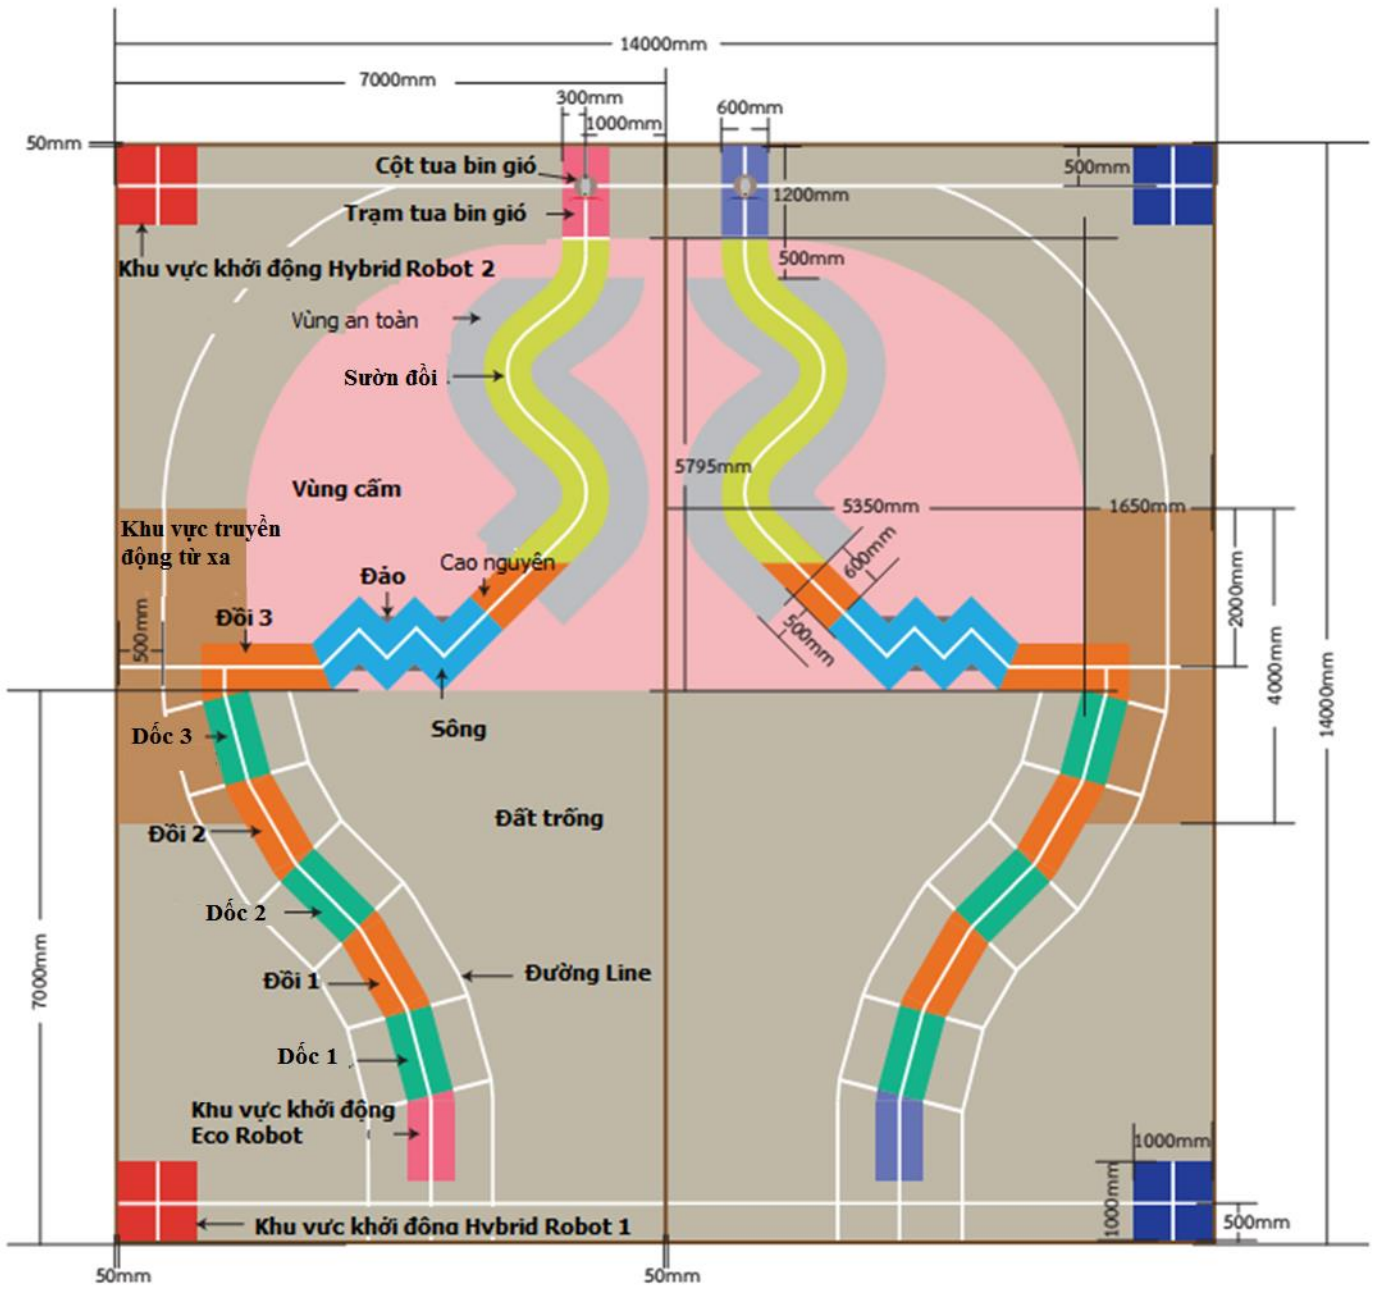 14000mm
7000mm
300mm
600mm
1000mm
50mm
Cột tua bin gió
500mm
1200mm
Trạm tua bin gió
500mm
Khu vực khởi động Hybrid Robot 2
Vùng an toàn
Sườn đồi
5795mm
Vùng cấm
5350mm
1650mm
Khu vực truyền
động từ xa
Cao nguyên
600mm
Đảo
2000mm
Đồi 3
500mm
500mm
4000mm
14000mm
Sông
Dốc 3
Đất trống
Đồi 2
Dốc 2
7000mm
Đường Line
Đồi 1
Dốc 1
Khu vực khởi động
Eco Robot
1000mm
1000mm
500mm
Khu vưc khởi đông Hvbrid Robot 1
50mm
50mm